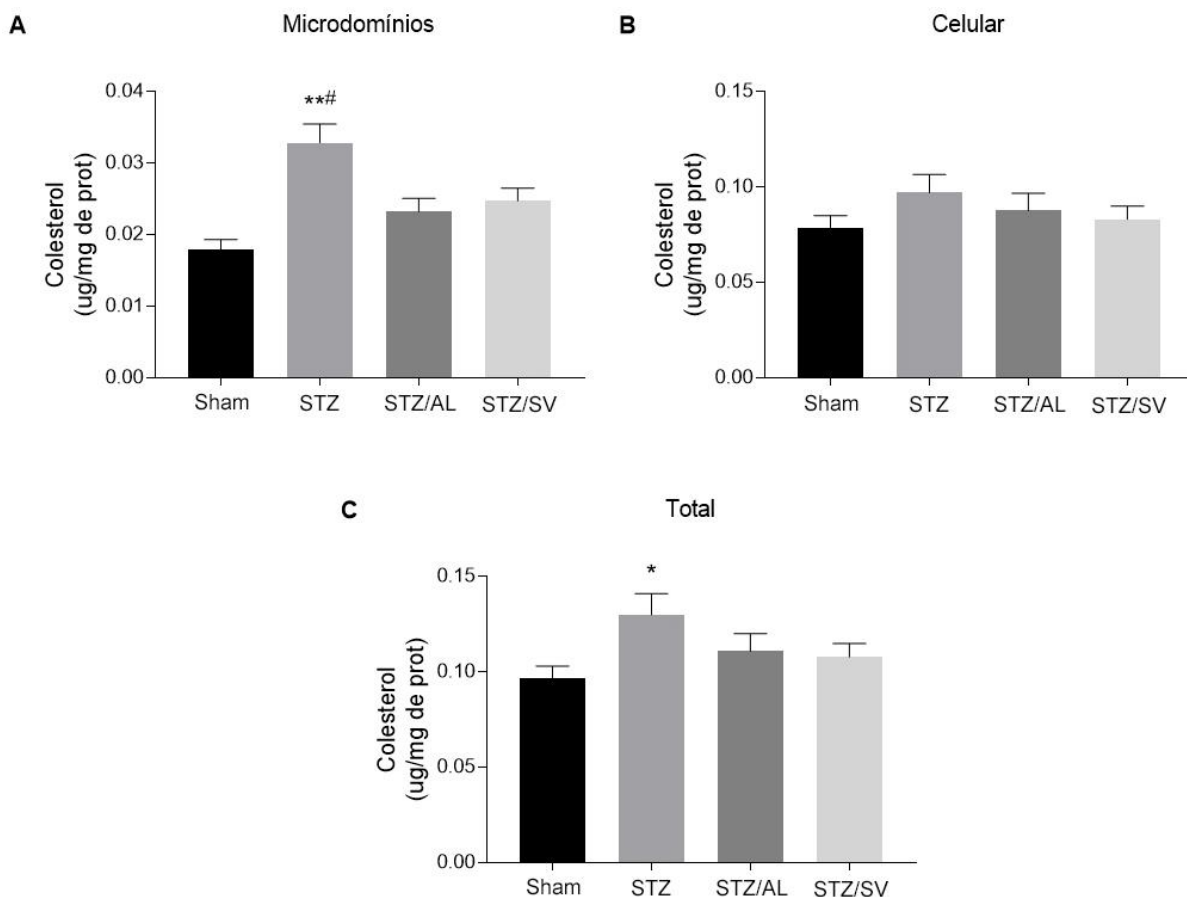 A
Microdomínios
Colesterol
(ug/mg de prot)
0.04
0.03
0.02
0.01
0.00
**#
Sham
STZ
STZ/AL
STZ/SV
B
Celular
Colesterol
(ug/mg de prot)
0.15
0.10
0.05
0.00
Sham
STZ
STZ/AL
STZ/SV
C
Total
Colesterol
(ug/mg de prot)
0.15
0.10
0.05
0.00
*
Sham
STZ
STZ/AL
STZ/SV